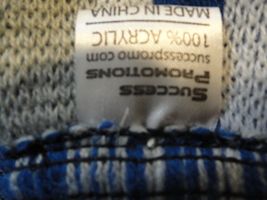 Success
Promotions
successpromo.com
100% ACRYLIC
MADE IN CHINA